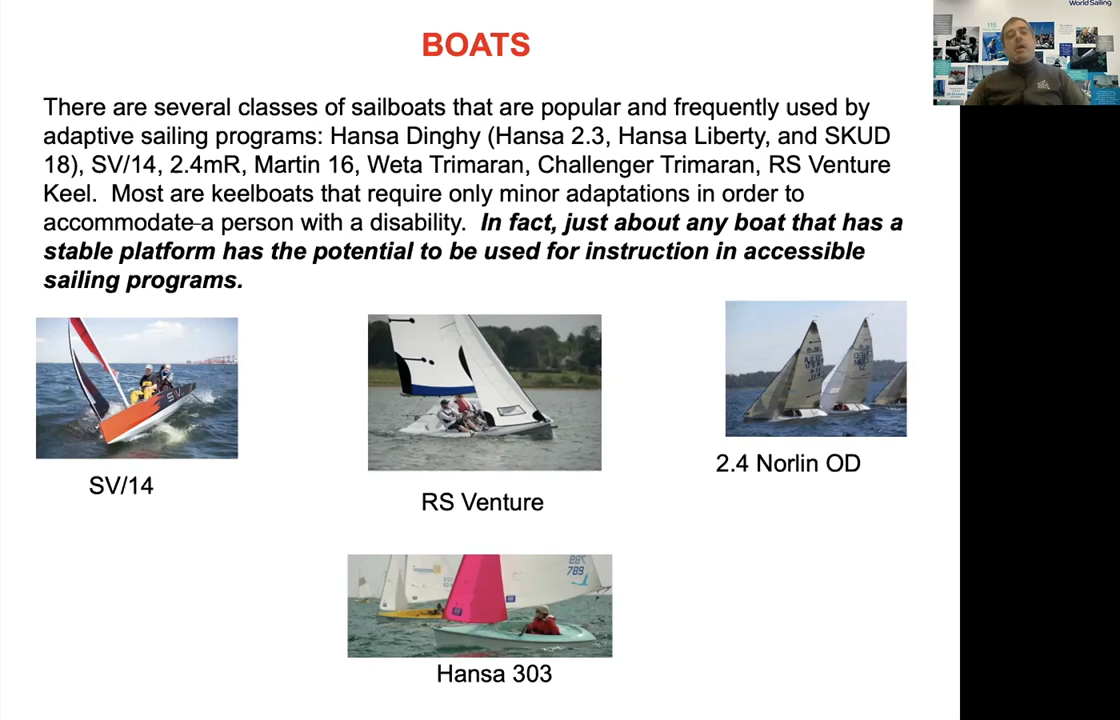 BOATS
World Sailing
There are several classes of sailboats that are popular and frequently used by
adaptive sailing programs: Hansa Dinghy (Hansa 2.3, Hansa Liberty, and SKUD
18), SV/14, 2.4mR, Martin 16, Weta Trimaran, Challenger Trimaran, RS Venture
Keel.  Most are keelboats that require only minor adaptations in order to
accommodate a person with a disability.  In fact, just about any boat that has a
stable platform has the potential to be used for instruction in accessible
sailing programs.
SV
SV/14
RS Venture
2.4 Norlin OD
789
Hansa 303